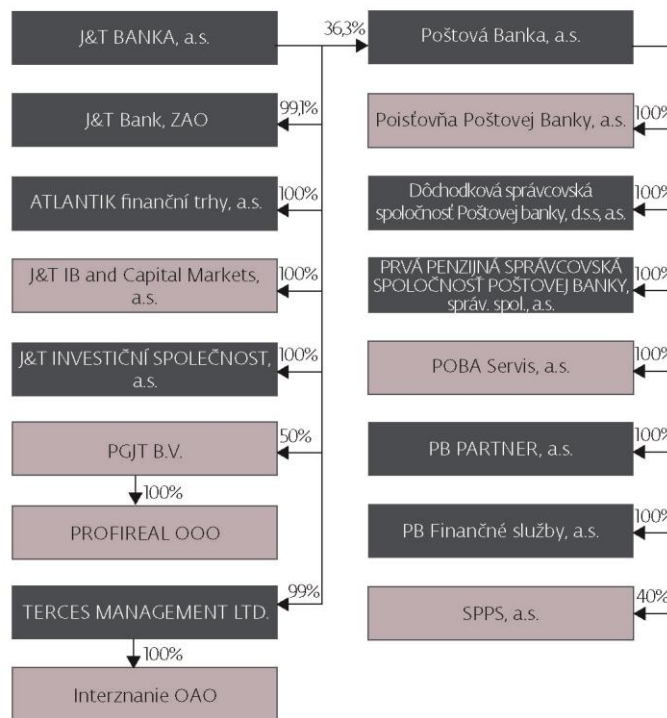 J&T BANKA, a.s.
36,3%
Poštová Banka, a.s.
J&T Bank, ZAO
99,1%
Poisťovňa Poštovej Banky, a.s.
100%
ATLANTIK finanční trhy, a.s.
100%
Dôchodková správcovská
spoločnosť Poštovej banky, d.s.s, a.s.
100%
J&T IB and Capital Markets,
a.s.
100%
PRVÁ PENZIJNÁ SPRÁVCOVSKÁ
SPOLOČNOSŤ POŠTOVEJ BANKY,
správ. spol., a.s.
100%
J&T INVESTIČNÍ SPOLEČNOST,
a.s.
100%
POBA Servis, a.s.
100%
PGJT B.V.
50%
PB PARTNER, a.s.
100%
100%
PROFIREAL OOO
PB Finančné služby, a.s.
100%
TERCES MANAGEMENT LTD.
99%
SPPS, a.s.
40%
100%
Interznanie OAO